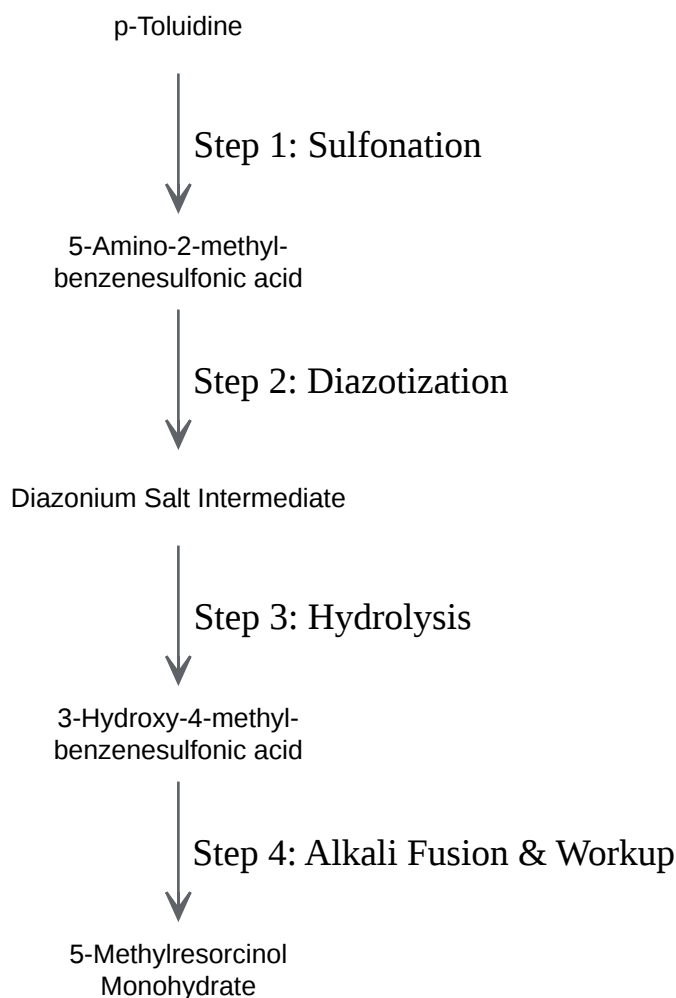 p-Toluidine
Step 1: Sulfonation
5-Amino-2-methyl-
benzenesulfonic acid
Step 2: Diazotization
Diazonium Salt Intermediate
Step 3: Hydrolysis
3-Hydroxy-4-methyl-
benzenesulfonic acid
Step 4: Alkali Fusion & Workup
5-Methylresorcinol
Monohydrate